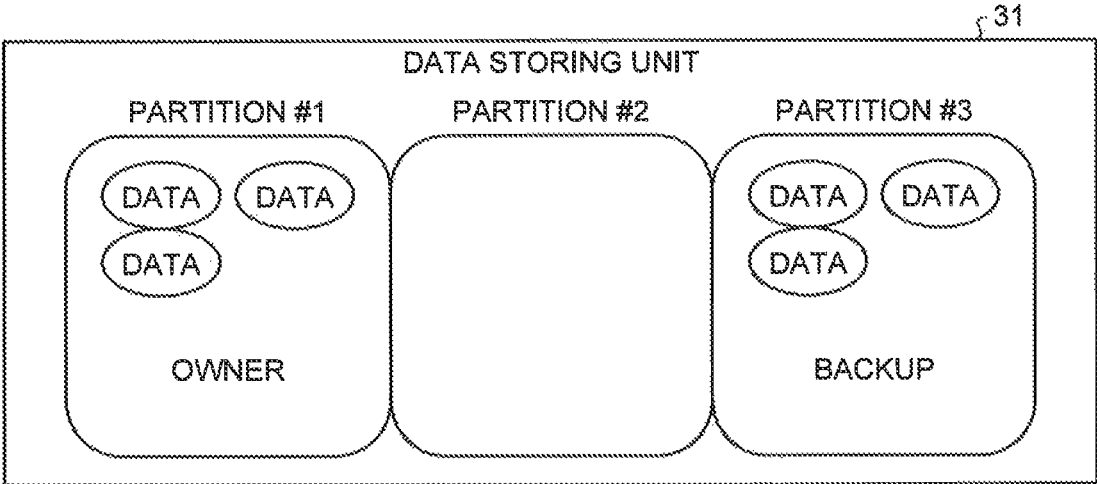 31
DATA STORING UNIT
PARTITION #1 PARTITION #2 PARTITION #3
DATA DATA DATA DATA
DATA DATA
OWNER BACKUP